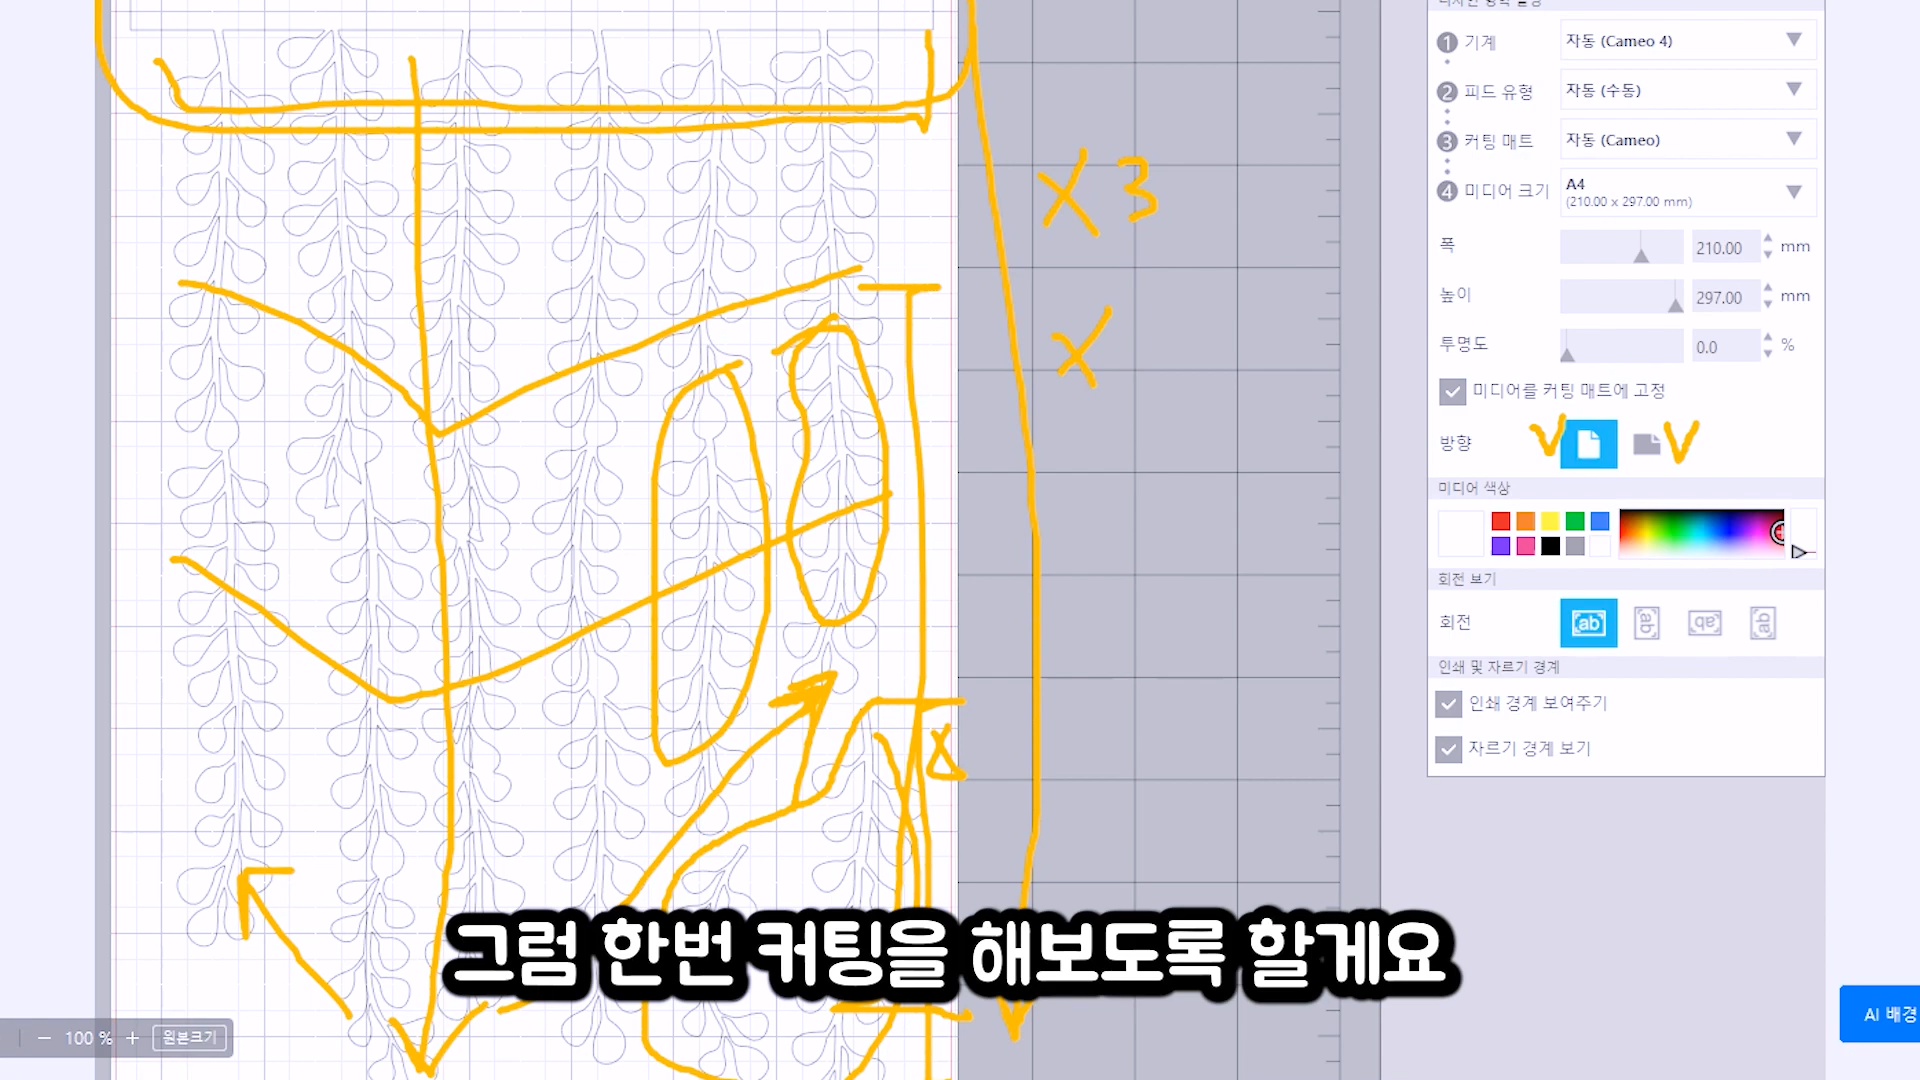 디자인 영역 설정
1 기계 자동 (Cameo 4)
2 피드 유형 자동 (수동)
3 커팅 매트 자동 (Cameo)
4 미디어 크기 A4
(210.00 x 297.00 mm)
폭 210.00 mm
높이 297.00 mm
투명도 0.0 %
미디어를 커팅 매트에 고정
방향
미디어 색상
회전 보기
회전 ab ab ab ab
인쇄 및 자르기 경계
인쇄 경계 보여주기
자르기 경계 보기
X 3
X
그럼 한번 커팅을 해보도록 할게요
− 100 % + 원본크기
AI 배경